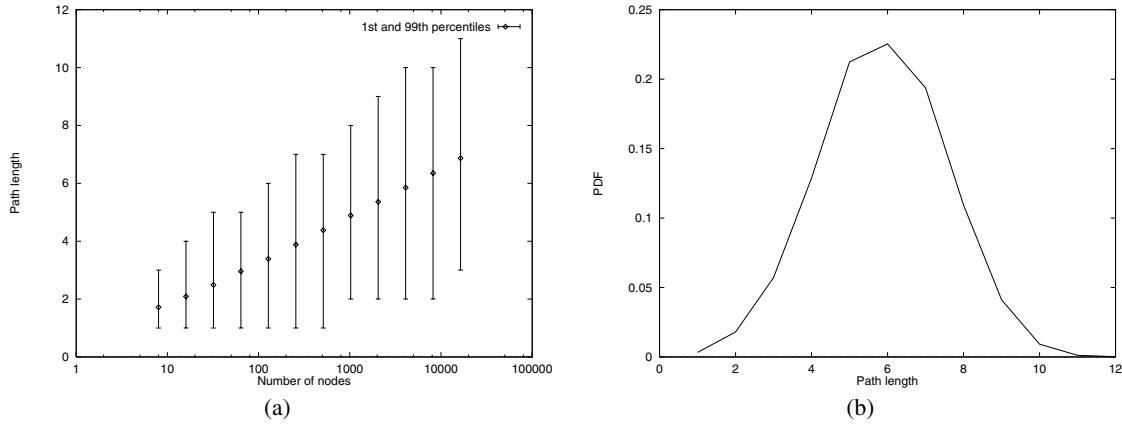 12
10
8
6
4
2
0
Path length
1st and 99th percentiles
1 10 100 1000 10000 100000
Number of nodes
(a)
0.25
0.2
0.15
0.1
0.05
0
PDF
0 2 4 6 8 10 12
Path length
(b)